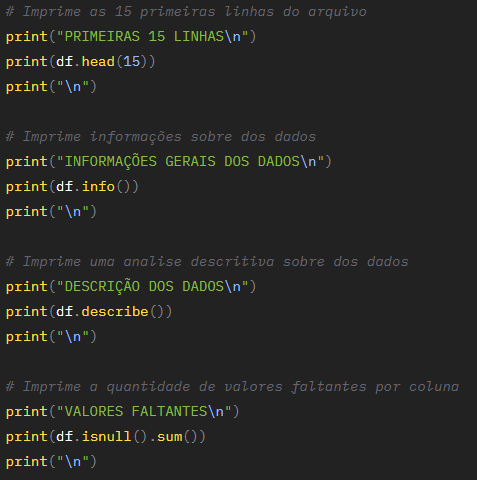 # Imprime as 15 primeiras linhas do arquivo
print("PRIMEIRAS 15 LINHAS\n")
print(df.head(15))
print("\n")
# Imprime informações sobre dos dados
print("INFORMAÇÕES GERAIS DOS DADOS\n")
print(df.info())
print("\n")
# Imprime uma analise descritiva sobre dos dados
print("DESCRIÇÃO DOS DADOS\n")
print(df.describe())
print("\n")
# Imprime a quantidade de valores faltantes por coluna
print("VALORES FALTANTES\n")
print(df.isnull().sum())
print("\n")